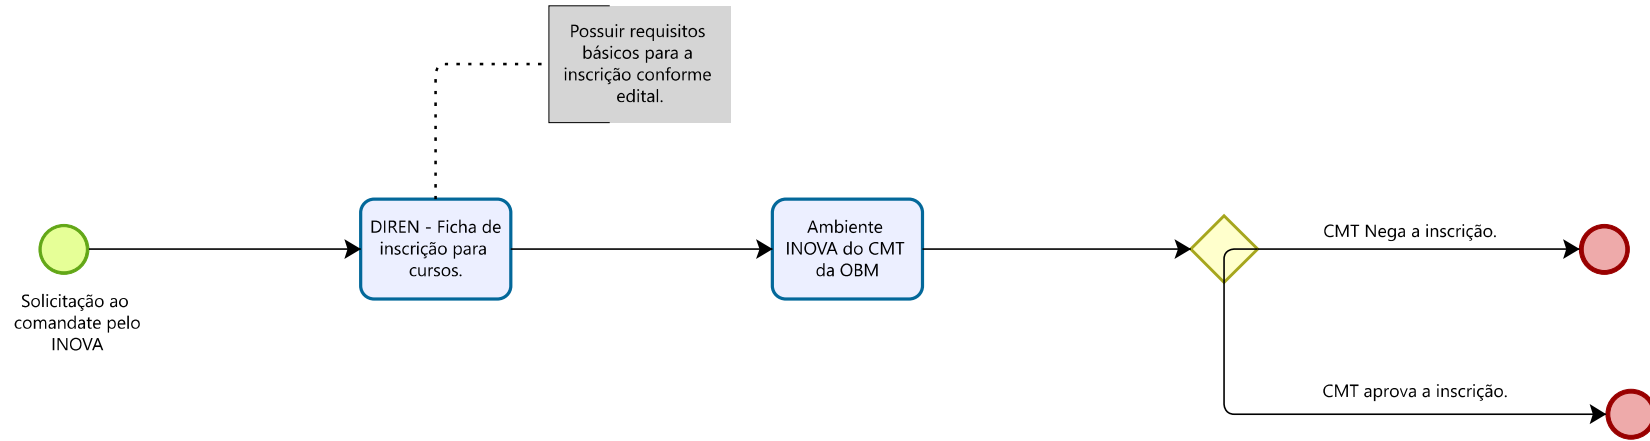 Possuir requisitos
básicos para a
inscrição conforme
edital.
Solicitação ao
comandate pelo
INOVA
DIREN - Ficha de
inscrição para
cursos.
Ambiente
INOVA do CMT
da OBM
CMT Nega a inscrição.
CMT aprova a inscrição.